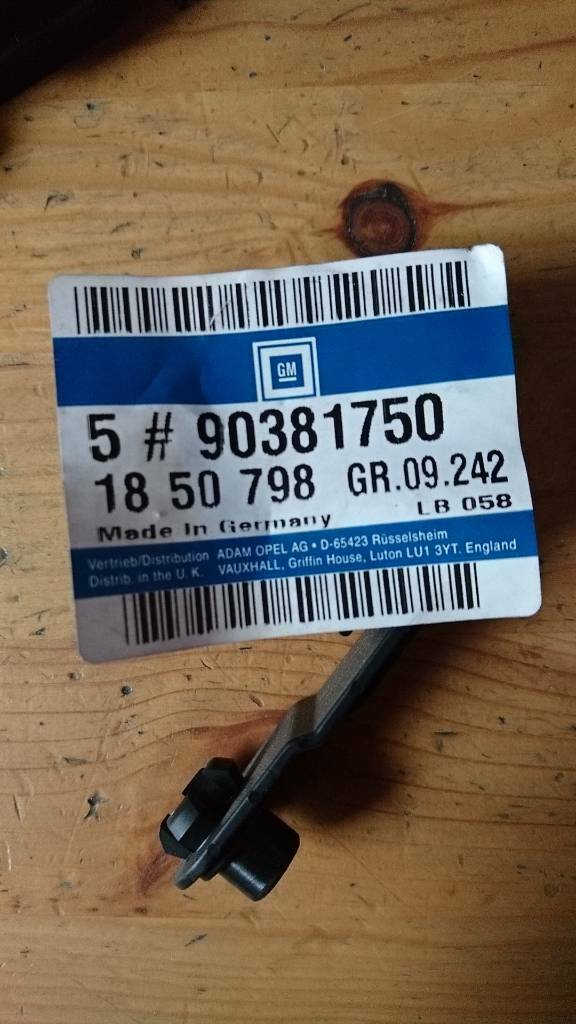 GM
5 # 90381750
18 50 798 GR.09.242
Made In Germany LB 058
Vertrieb/Distribution ADAM OPEL AG • D-65423 Rüsselsheim
Distrib. in the U. K. VAUXHALL, Griffin House, Luton LU1 3YT. England